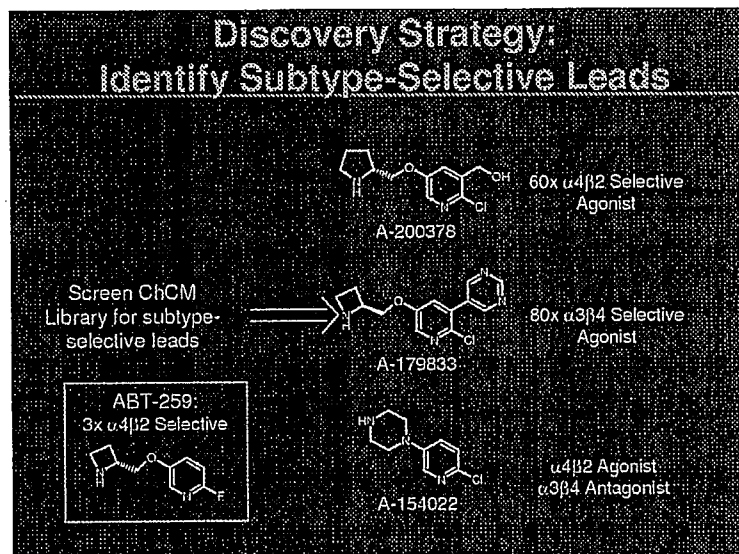 Discovery Strategy:
Identify Subtype-Selective Leads
N
H
O
OH
N
Cl
A-200378
60x α4β2 Selective
Agonist
Screen ChCM
Library for subtype-
selective leads
N
H
O
N
N
N
Cl
A-179833
80x α3β4 Selective
Agonist
ABT-259:
3x α4β2 Selective
N
H
O
N
F
HN
N
N
Cl
A-154022
α4β2 Agonist
α3β4 Antagonist